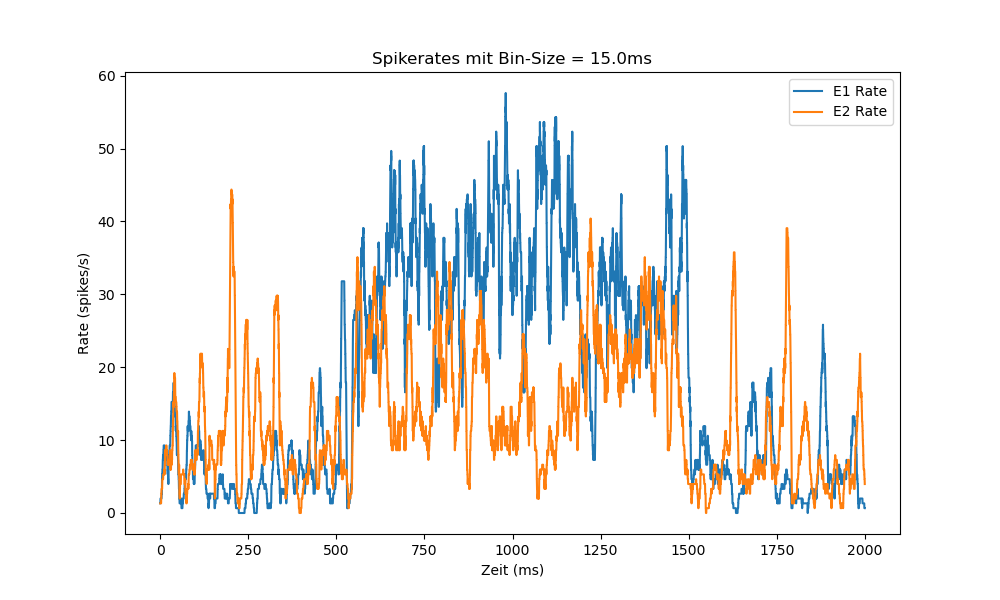 Spikerates mit Bin-Size = 15.0ms
E1 Rate
E2 Rate
60
50
40
30
20
10
0
Rate (spikes/s)
0 250 500 750 1000 1250 1500 1750 2000
Zeit (ms)